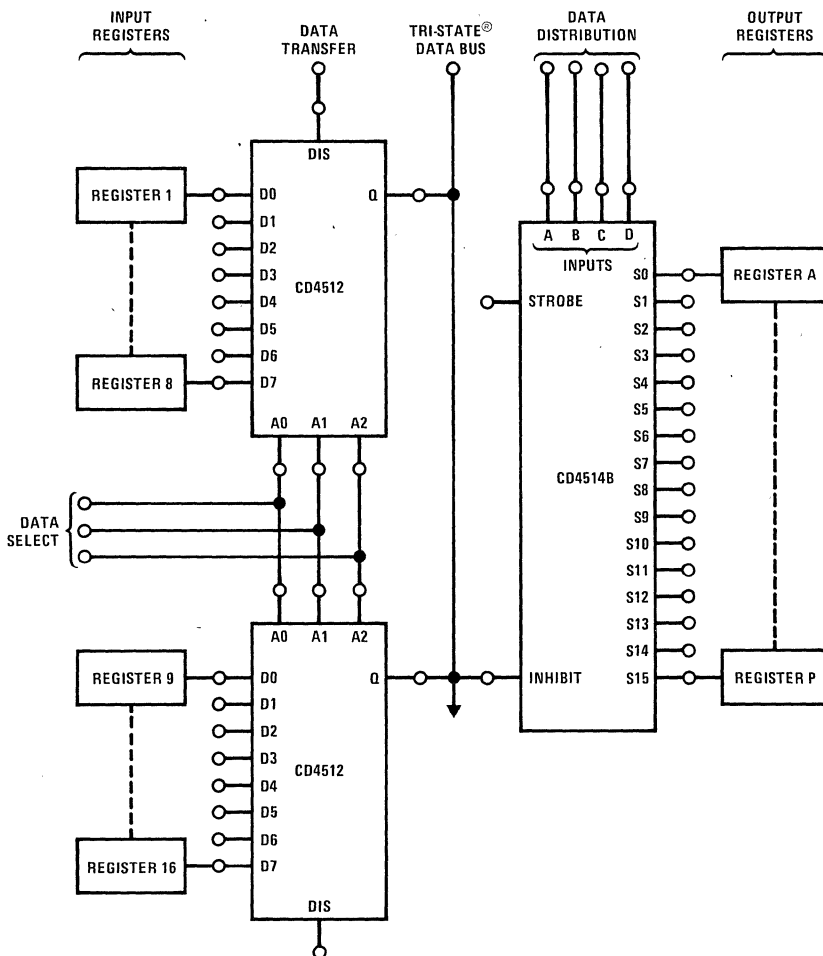 INPUT
REGISTERS
DATA
TRANSFER
TRI-STATE®
DATA BUS
DATA
DISTRIBUTION
OUTPUT
REGISTERS
DIS
REGISTER 1
D0
D1
D2
D3
D4
D5
D6
D7
Q
CD4512
REGISTER 8
A0 A1 A2
A B C D
INPUTS
STROBE
S0
S1
S2
S3
S4
S5
S6
S7
S8
S9
S10
S11
S12
S13
S14
S15
CD4514B
INHIBIT
REGISTER A
REGISTER P
DATA
SELECT
A0 A1 A2
REGISTER 9
D0
D1
D2
D3
D4
D5
D6
D7
Q
CD4512
REGISTER 16
DIS